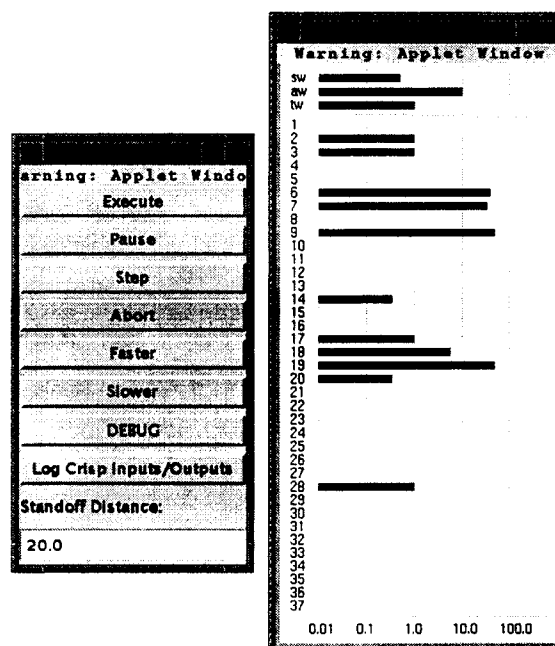 arning: Applet Windo
Execute
Pause
Step
Abort
Faster
Slower
DEBUG
Log Crisp Inputs/Outputs
Standoff Distance:
20.0
Warning: Applet Window
sw
aw
tw
1
2
3
4
5
6
7
8
9
10
11
12
13
14
15
16
17
18
19
20
21
22
23
24
25
26
27
28
29
30
31
32
33
34
35
36
37
0.01 0.1 1.0 10.0 100.0